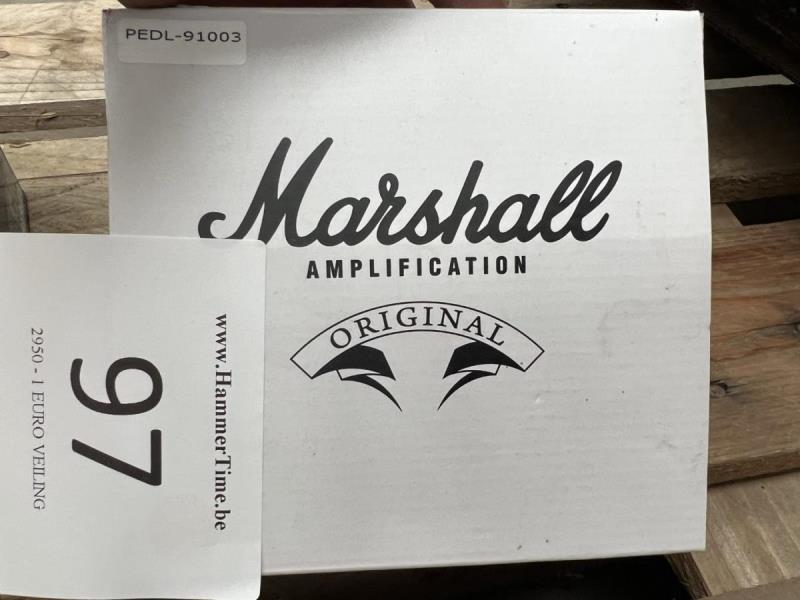 PEDL-91003
Marshall
AMPLIFICATION
ORIGINAL
www.HammerTime.be
97
2950 - 1 EURO VEILING